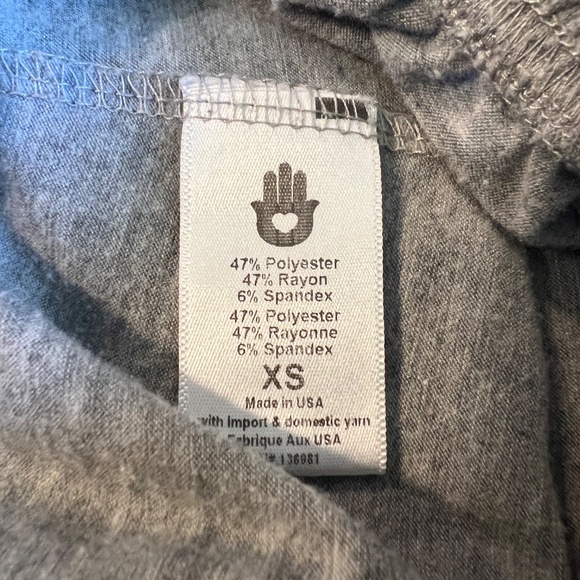 47% Polyester
47% Rayon
6% Spandex
47% Polyester
47% Rayonne
6% Spandex
XS
Made in USA
with Import & domestic yarn
Fabrique Aux USA
# 136981